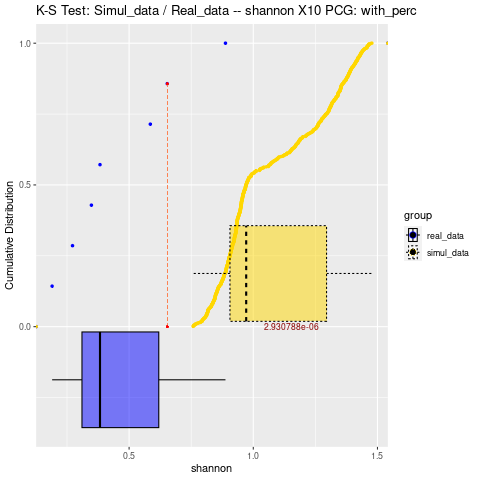 K-S Test: Simul_data / Real_data -- shannon X10 PCG: with_perc
1.0
0.5
0.0
Cumulative Distribution
2.930788e-06
0.5
1.0
1.5
shannon
group
real_data
simul_data